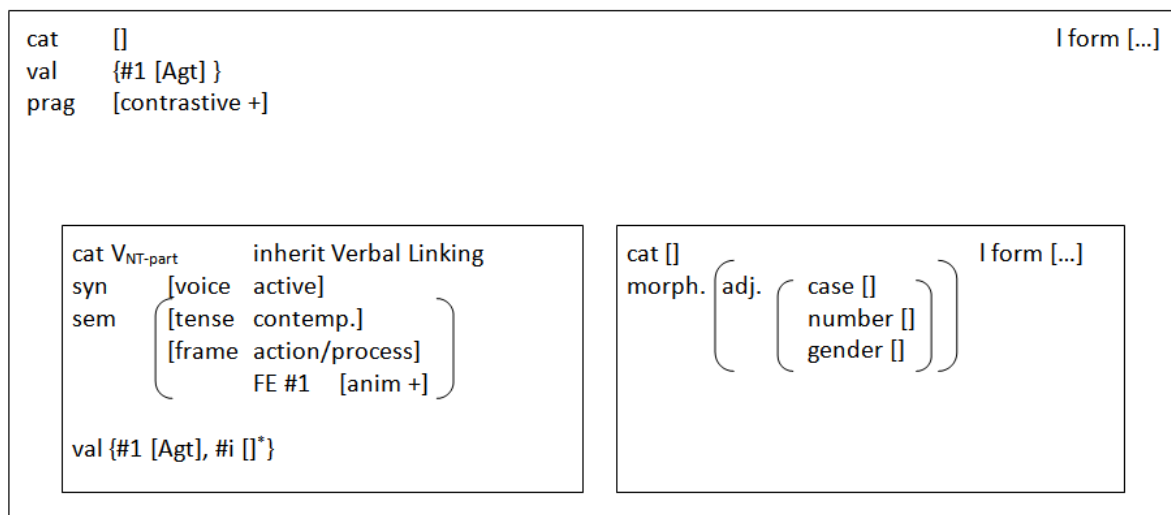 cat [] l form […]
val {#1 [Agt] }
prag [contrastive +]
cat V_NT-part inherit Verbal Linking
syn [voice active]
sem [tense contemp.]
[frame action/process]
FE #1 [anim +]
val {#1 [Agt], #i []*}
cat [] l form […]
morph. adj. case []
number []
gender []